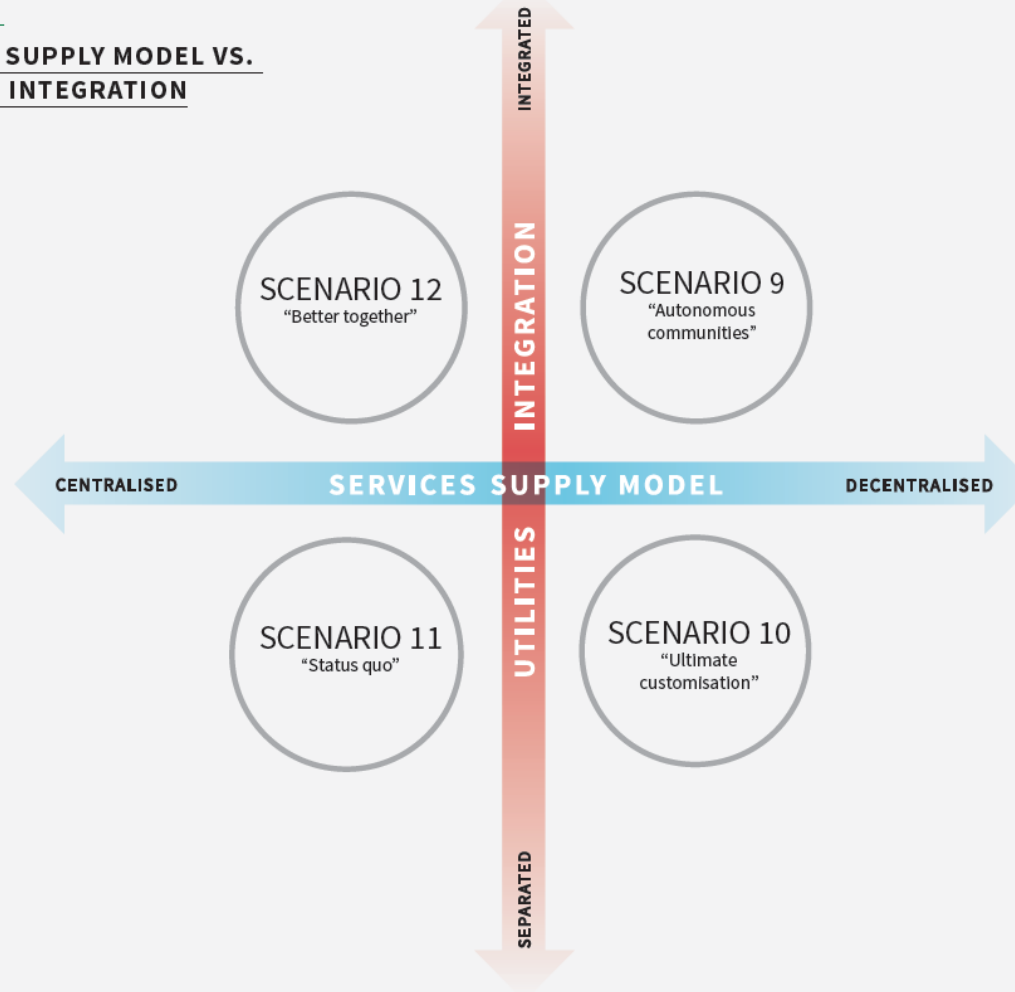 SUPPLY MODEL VS.
INTEGRATION
INTEGRATED
SCENARIO 12
“Better together”
SCENARIO 9
“Autonomous
communities”
UTILITIES INTEGRATION
CENTRALISED
SERVICES SUPPLY MODEL
DECENTRALISED
SCENARIO 11
“Status quo”
SCENARIO 10
“Ultimate
customisation”
SEPARATED